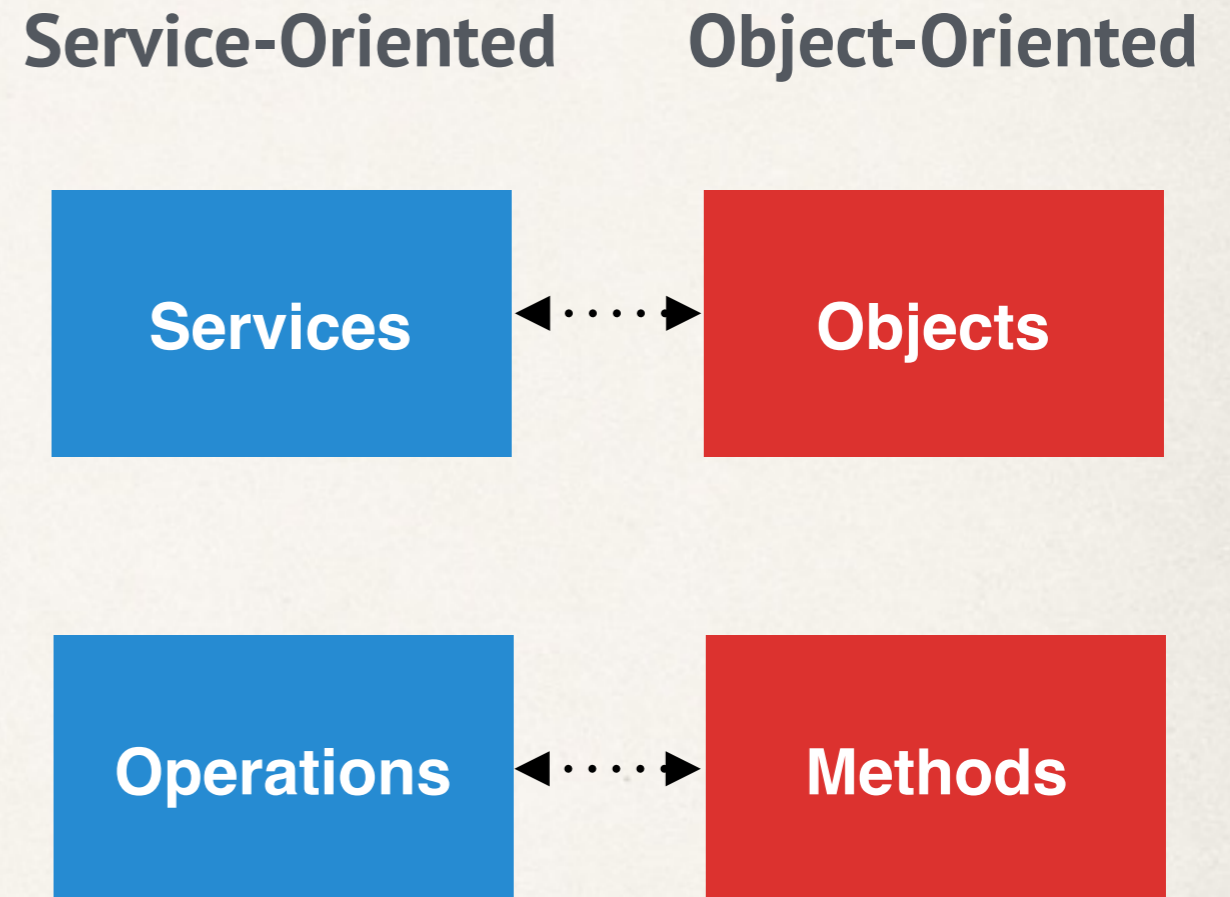 Service-Oriented
Object-Oriented
Services
Objects
Operations
Methods